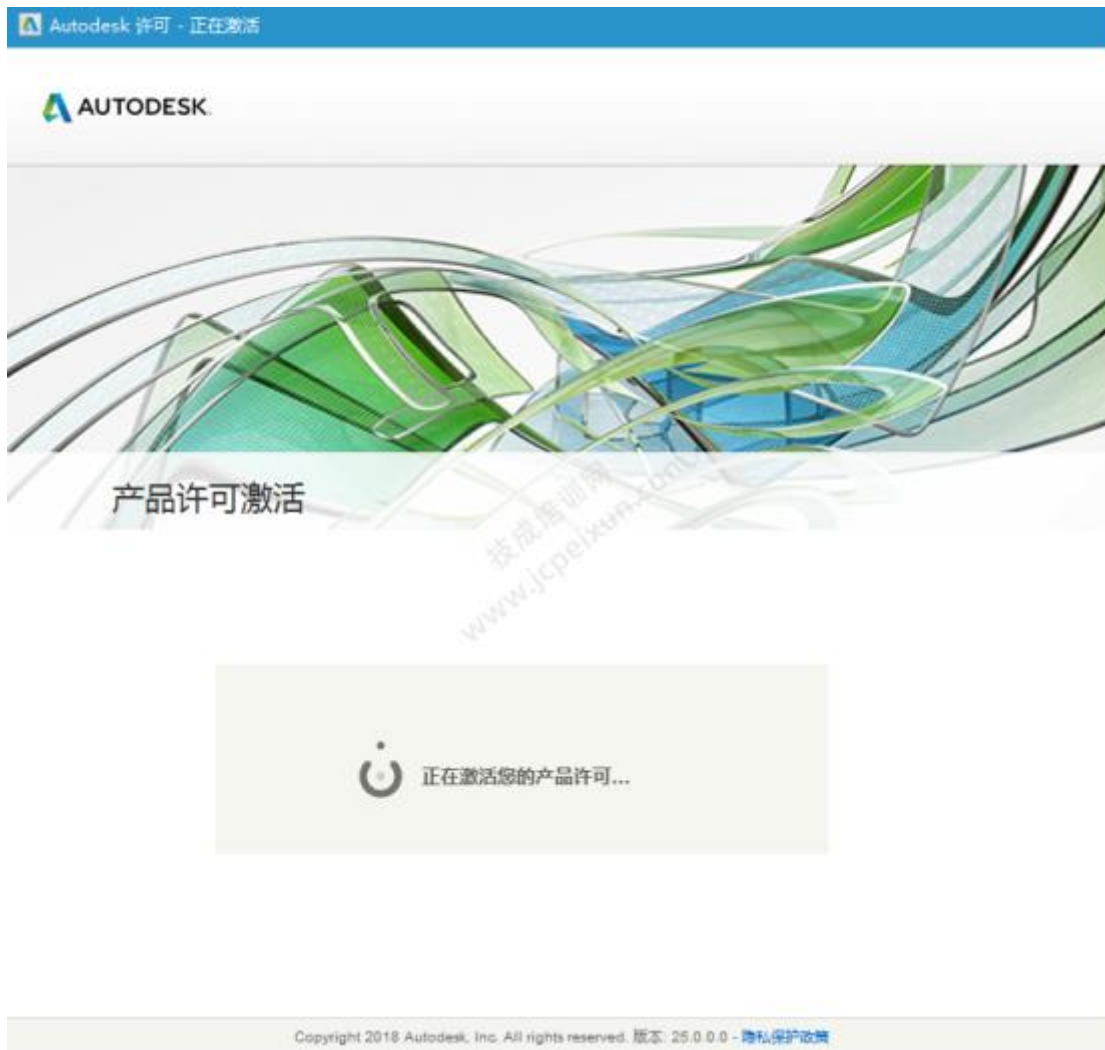 Autodesk 许可 - 正在激活
AUTODESK.
产品许可激活
技成培训网
www.jcpeixun.com
正在激活您的产品许可...
Copyright 2018 Autodesk, Inc. All rights reserved. 版本: 25.0.0.0 - 隐私保护政策